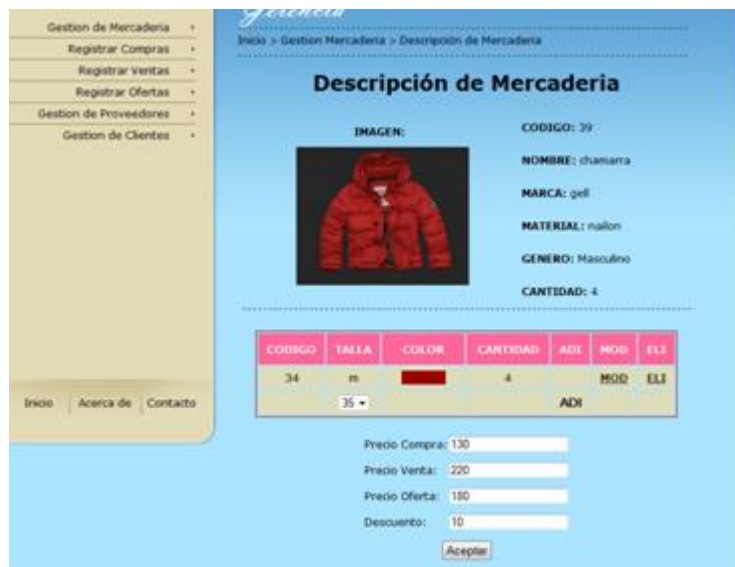 Gerencia
Gestion de Mercaderia
Registrar Compras
Registrar Ventas
Registrar Ofertas
Gestion de Proveedores
Gestion de Clientes
Inicio Acerca de Contacto
Inicio > Gestion Mercaderia > Descripción de Mercaderia
Descripción de Mercaderia
IMAGEN:
CODIGO: 39
NOMBRE: chamarra
MARCA: gell
MATERIAL: nailon
GENERO: Masculino
CANTIDAD: 4
CODIGO TALLA COLOR CANTIDAD ADI MOD ELI
34 m 4 MOD ELI
35 ADI
Precio Compra: 130
Precio Venta: 220
Precio Oferta: 180
Descuento: 10
Aceptar